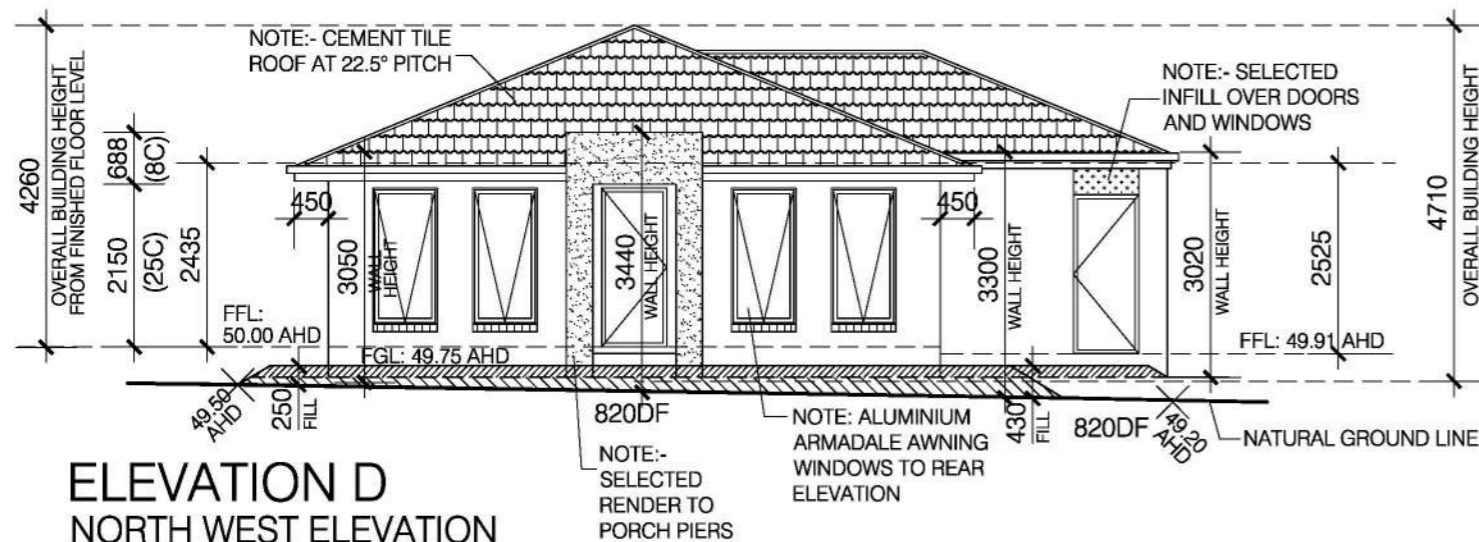 NOTE:- CEMENT TILE
ROOF AT 22.5° PITCH
NOTE:- SELECTED
INFILL OVER DOORS
AND WINDOWS
4260
OVERALL BUILDING HEIGHT
FROM FINISHED FLOOR LEVEL
688
(8C)
2150
(25C)
2435
450
3050
WALL
HEIGHT
3440
WALL HEIGHT
450
3300
WALL HEIGHT
3020
WALL HEIGHT
2525
4710
OVERALL BUILDING HEIGHT
FFL:
50.00 AHD
FGL: 49.75 AHD
FFL: 49.91 AHD
49.50
AHD
250
FILL
820DF
430
FILL
820DF
49.20
AHD
NATURAL GROUND LINE
NOTE:-
SELECTED
RENDER TO
PORCH PIERS
NOTE: ALUMINIUM
ARMADALE AWNING
WINDOWS TO REAR
ELEVATION
ELEVATION D
NORTH WEST ELEVATION